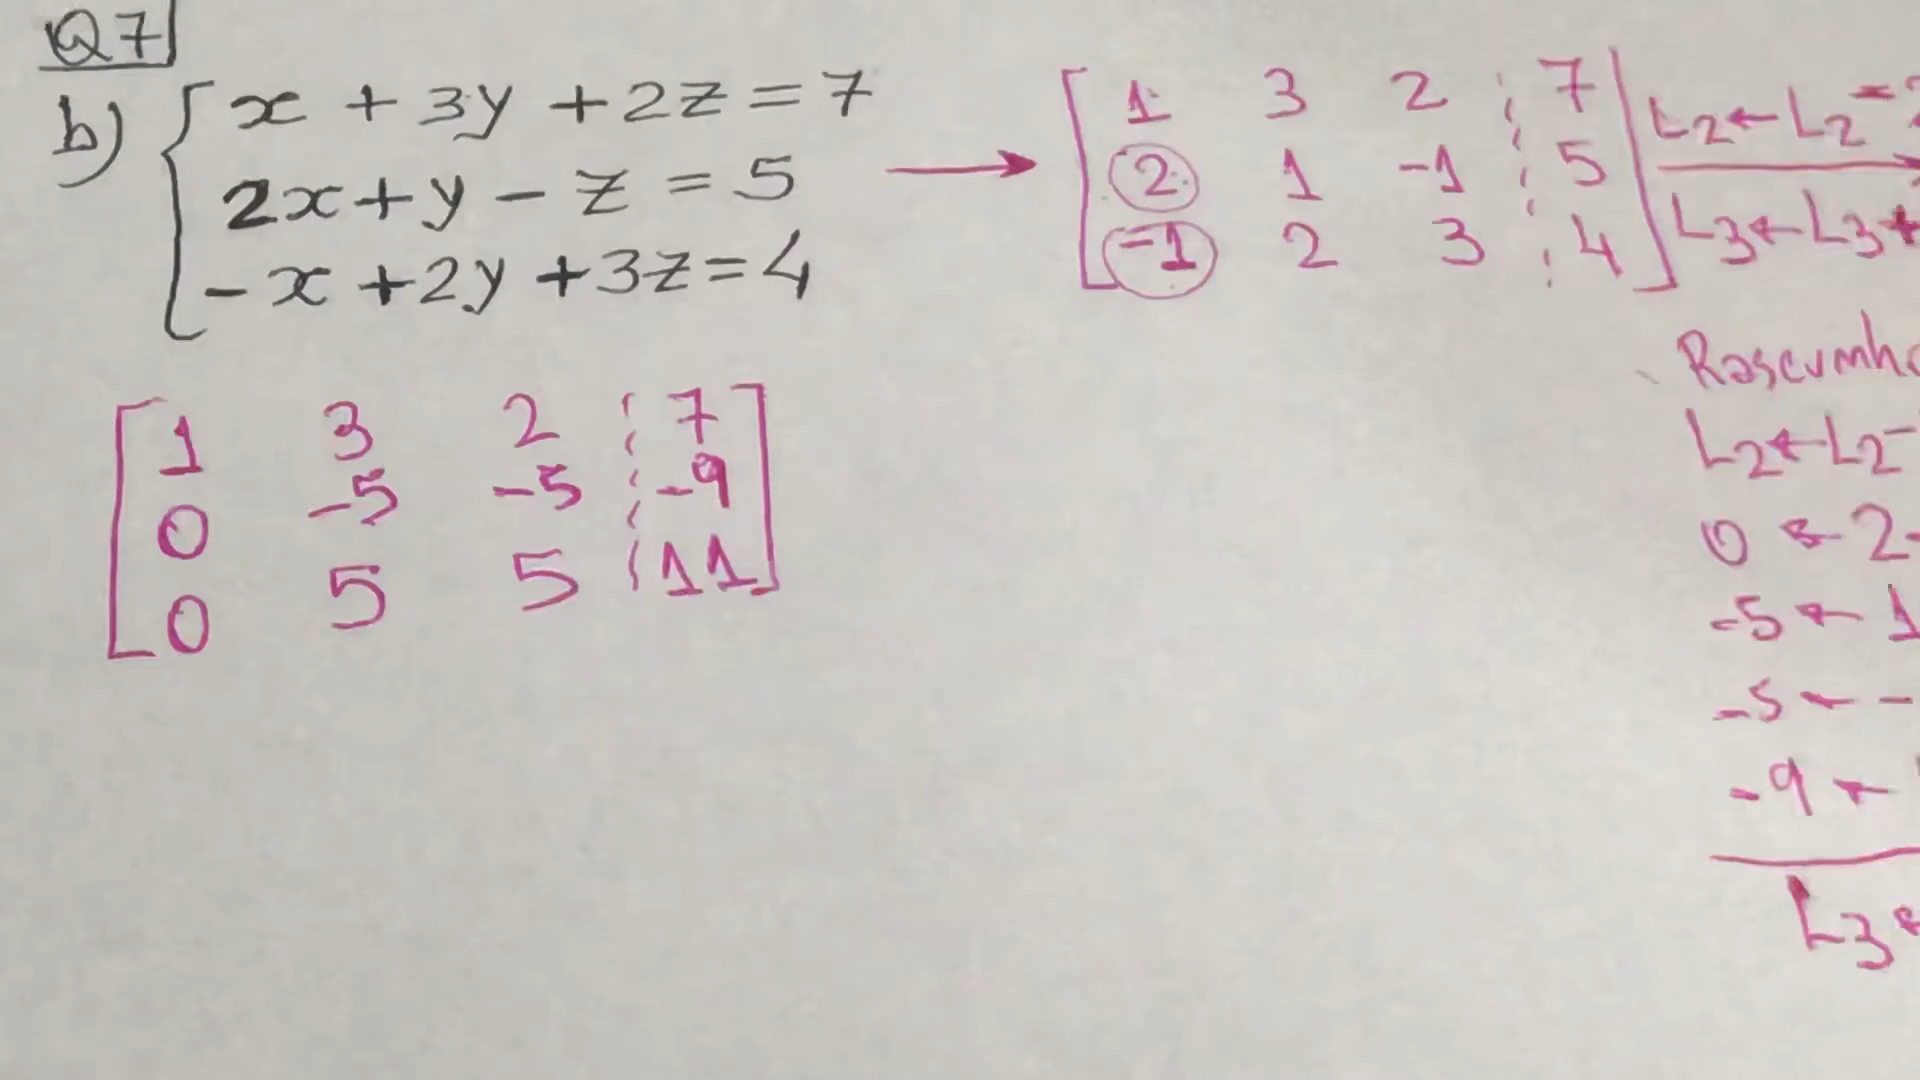 Q7
b) x + 3y + 2z = 7
2x + y - z = 5
-x + 2y + 3z = 4
1 3 2 7
2 1 -1 5
-1 2 3 4
L2 ← L2 -
L3 ← L3 +
1 3 2 7
0 -5 -5 -9
0 5 5 11
L2 ← L2 -
0 ← 2 -
-5 ← 1
-5 ← -
-9 ←
L3 ←